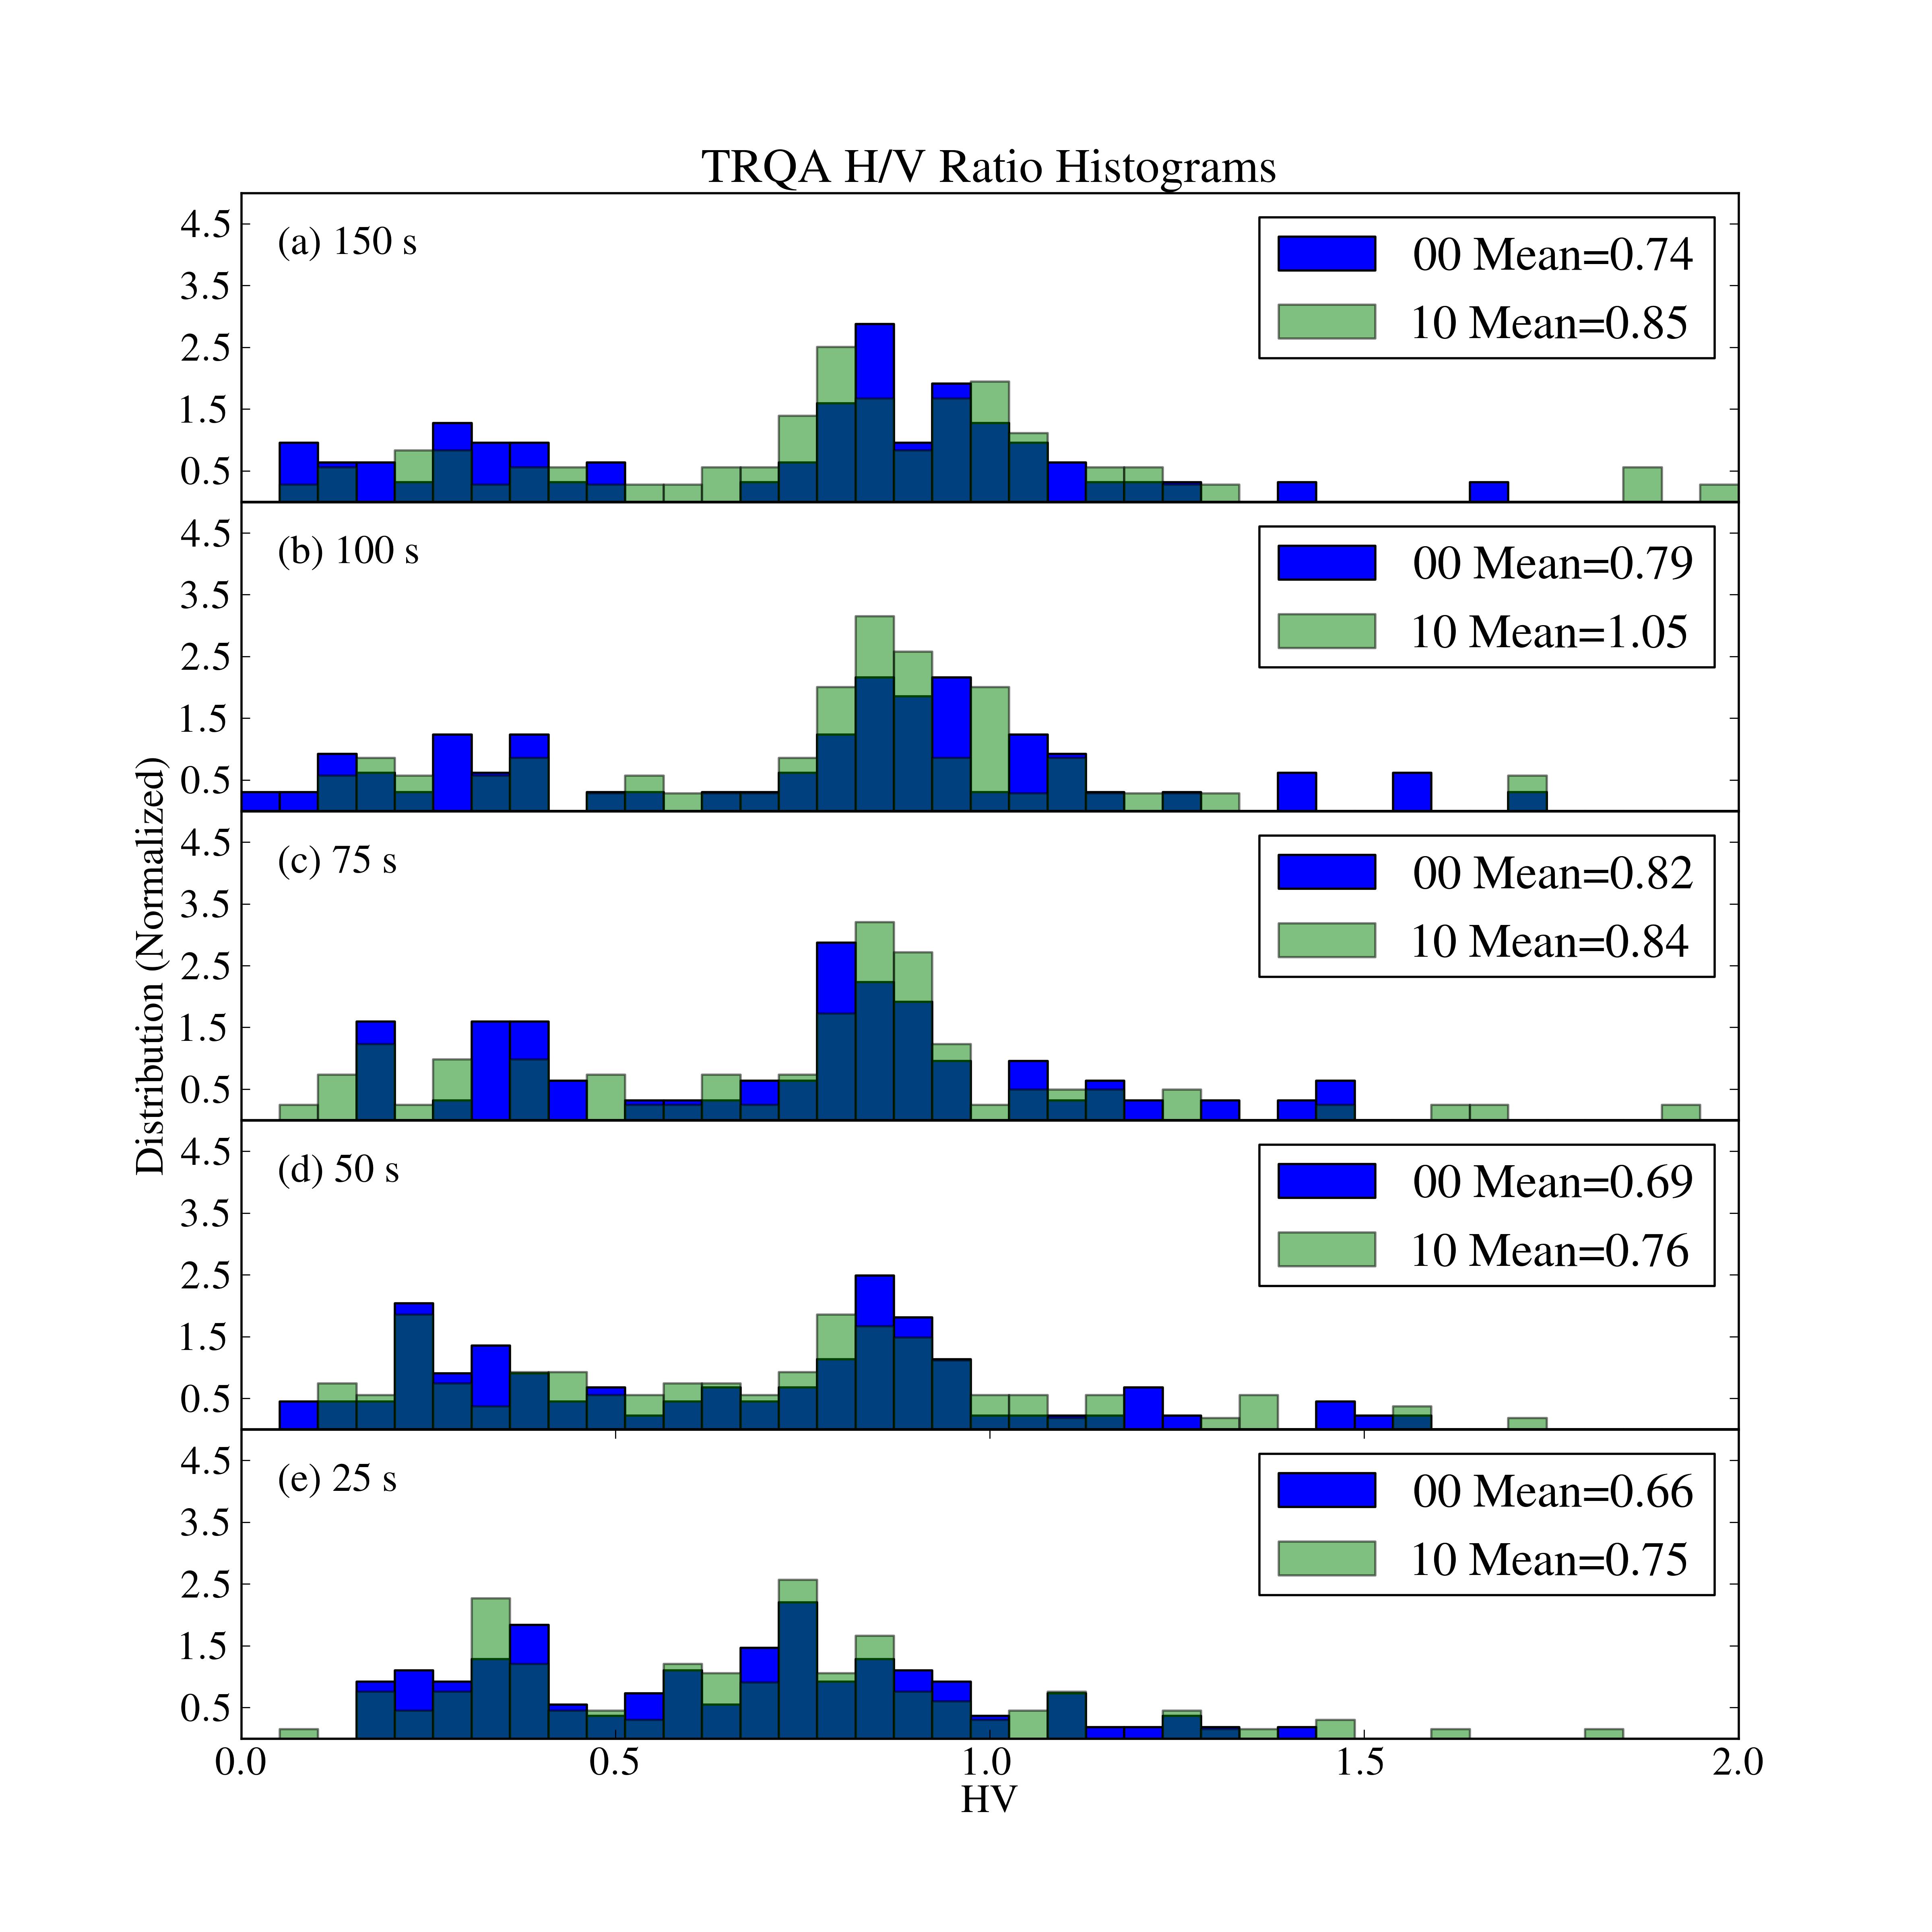 TRQA H/V Ratio Histograms
Distribution (Normalized)
(a) 150 s
4.5
3.5
2.5
1.5
0.5
00 Mean=0.74
10 Mean=0.85
(b) 100 s
4.5
3.5
2.5
1.5
0.5
00 Mean=0.79
10 Mean=1.05
(c) 75 s
4.5
3.5
2.5
1.5
0.5
00 Mean=0.82
10 Mean=0.84
(d) 50 s
4.5
3.5
2.5
1.5
0.5
00 Mean=0.69
10 Mean=0.76
(e) 25 s
4.5
3.5
2.5
1.5
0.5
00 Mean=0.66
10 Mean=0.75
0.0 0.5 1.0 1.5 2.0
HV